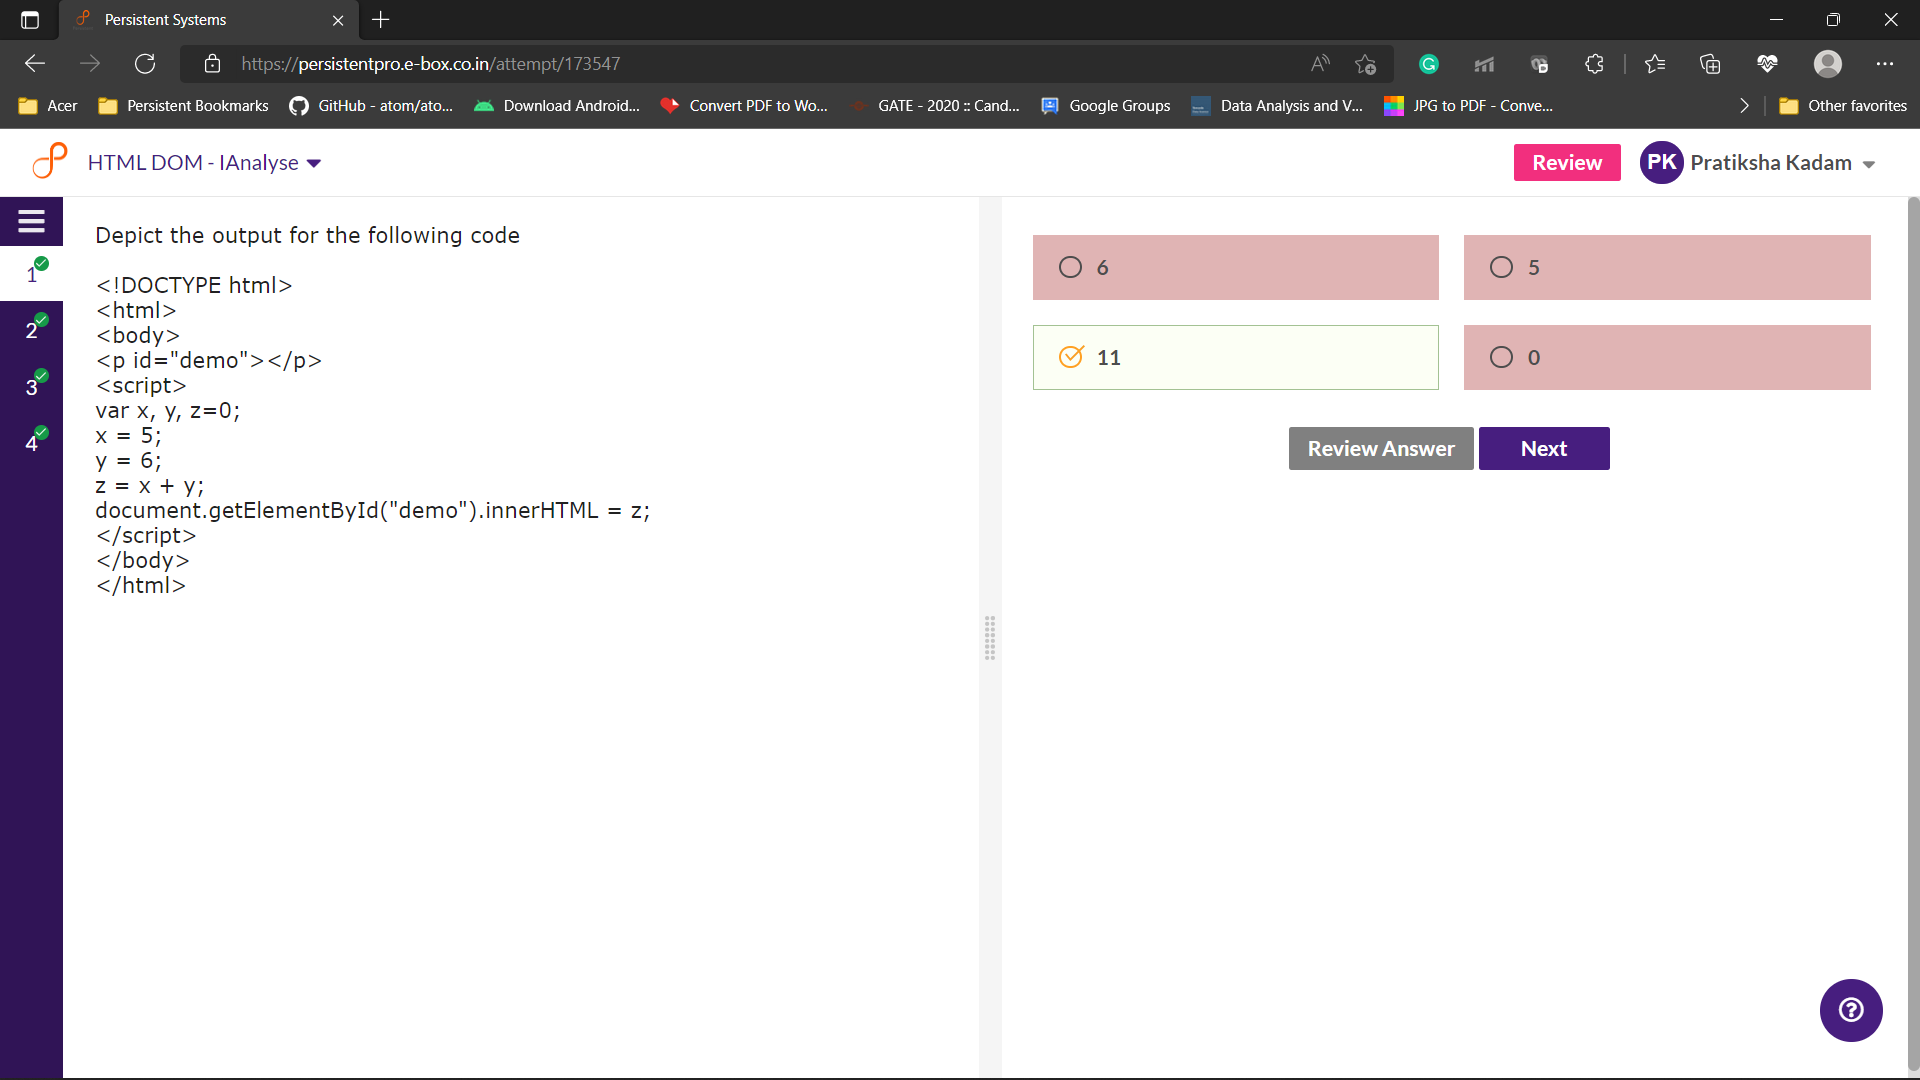 Persistent Systems
https://persistentpro.e-box.co.in/attempt/173547
Acer
Persistent Bookmarks
GitHub - atom/ato...
Download Android...
Convert PDF to Wo...
GATE - 2020 :: Cand...
Google Groups
Data Analysis and V...
JPG to PDF - Conve...
Other favorites
HTML DOM - IAnalyse
Review
PK
Pratiksha Kadam
1
2
3
4
Depict the output for the following code
<!DOCTYPE html>
<html>
<body>
<p id="demo"></p>
<script>
var x, y, z=0;
x = 5;
y = 6;
z = x + y;
document.getElementById("demo").innerHTML = z;
</script>
</body>
</html>
6
5
11
0
Review Answer
Next